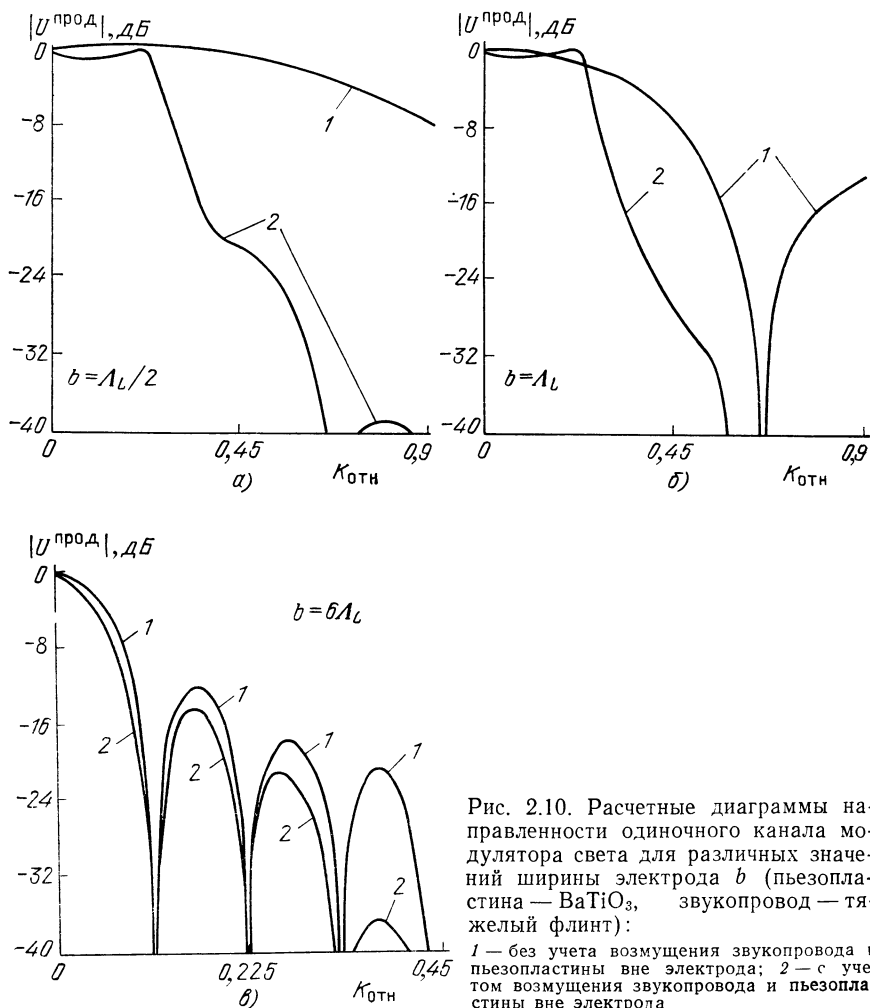 |U прод|, дБ
0
-8
-16
-24
-32
-40
1
2
b=Λ_L/2
0
0,45
0,9
K отн
а)
|U прод|, дБ
0
-8
-16
-24
-32
-40
1
2
b=Λ_L
0
0,45
0,9
K отн
б)
|U прод|, дБ
0
-8
-16
-24
-32
-40
b=6Λ_L
1
2
1
2
1
2
1
2
0
0,225
0,45
K отн
в)
Рис. 2.10. Расчетные диаграммы на-
правленности одиночного канала мо-
дулятора света для различных значе-
ний ширины электрода b (пьезопла-
стина — BaTiO₃, звукопровод — тя-
желый флинт):
1 — без учета возмущения звукопровода и
пьезопластины вне электрода; 2 — с уче-
том возмущения звукопровода и пьезопла-
стины вне электрода